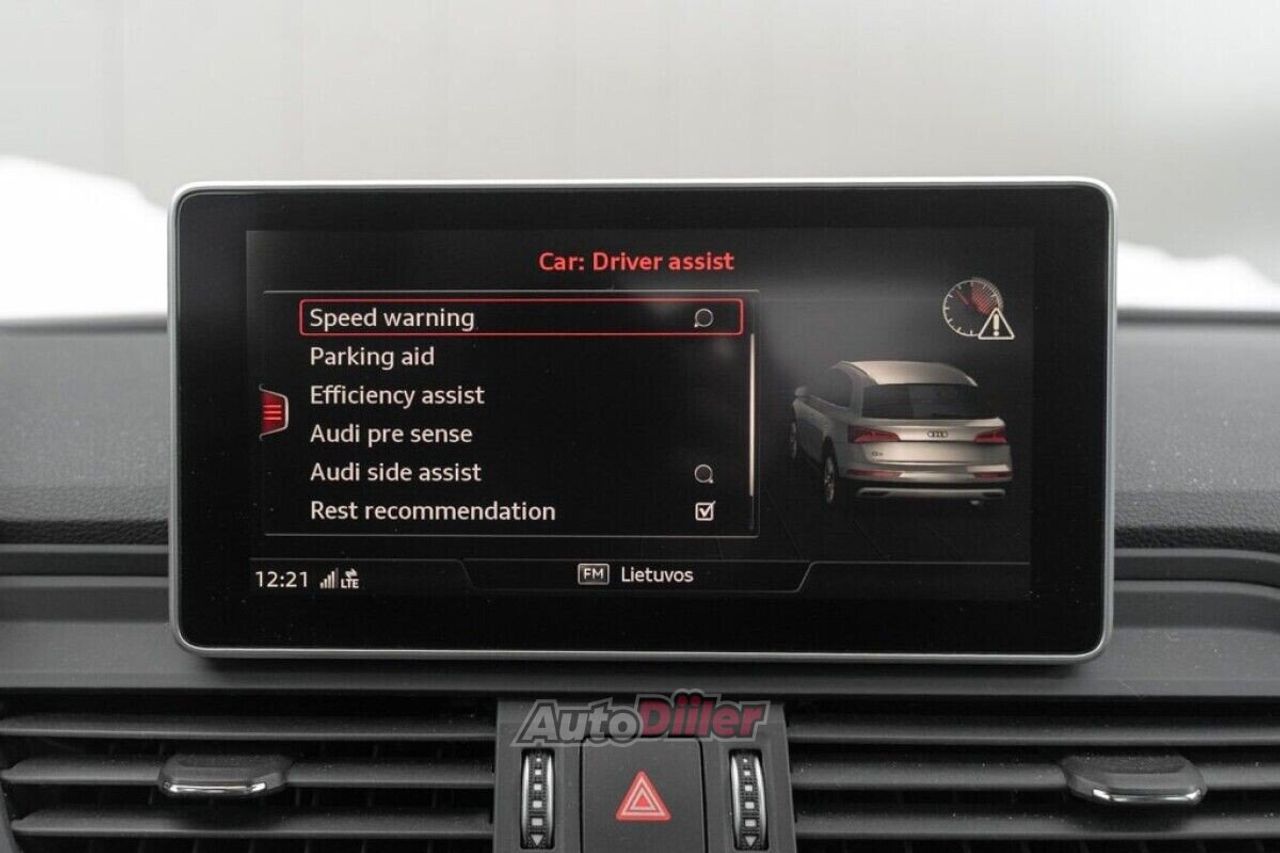 Car: Driver assist
Speed warning
Parking aid
Efficiency assist
Audi pre sense
Audi side assist
Rest recommendation
12:21 LTE
FM Lietuvos
AutoDiiler